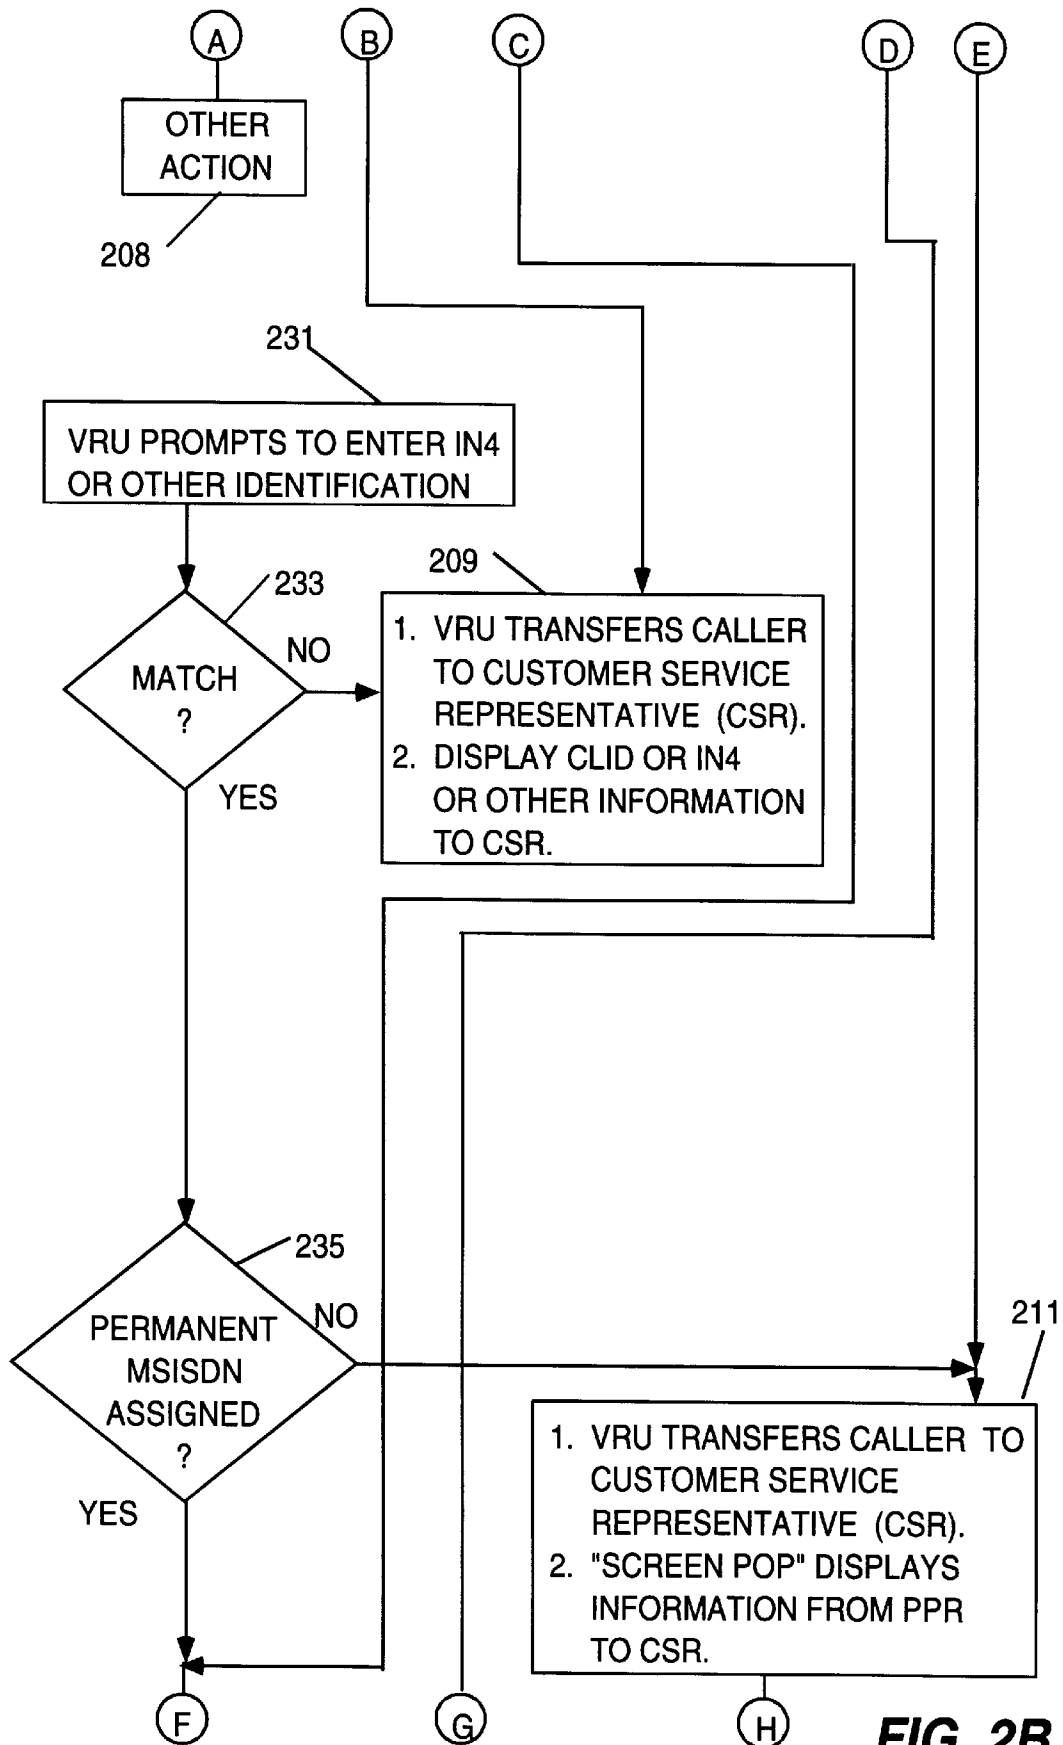 A
B
C
D
E
OTHER
ACTION
208
231
VRU PROMPTS TO ENTER IN4
OR OTHER IDENTIFICATION
209
233
NO
MATCH
?
YES
1. VRU TRANSFERS CALLER
TO CUSTOMER SERVICE
REPRESENTATIVE (CSR).
2. DISPLAY CLID OR IN4
OR OTHER INFORMATION
TO CSR.
235
NO
PERMANENT
MSISDN
ASSIGNED
?
YES
211
1. VRU TRANSFERS CALLER TO
CUSTOMER SERVICE
REPRESENTATIVE (CSR).
2. "SCREEN POP" DISPLAYS
INFORMATION FROM PPR
TO CSR.
F
G
H
FIG. 2B